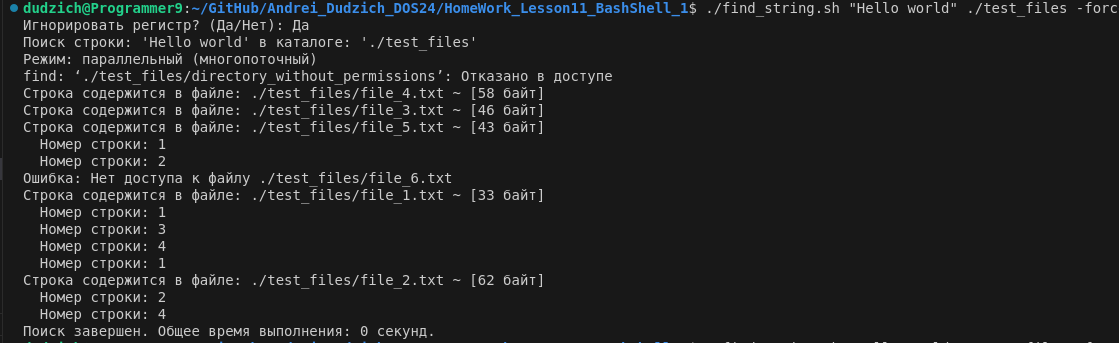 dudzich@Programmer9:~/GitHub/Andrei_Dudzich_DOS24/HomeWork_Lesson11_BashShell_1$ ./find_string.sh "Hello world" ./test_files -forc
Игнорировать регистр? (Да/Нет): Да
Поиск строки: 'Hello world' в каталоге: './test_files'
Режим: параллельный (многопоточный)
find: ‘./test_files/directory_without_permissions’: Отказано в доступе
Строка содержится в файле: ./test_files/file_4.txt ~ [58 байт]
Строка содержится в файле: ./test_files/file_3.txt ~ [46 байт]
Строка содержится в файле: ./test_files/file_5.txt ~ [43 байт]
Номер строки: 1
Номер строки: 2
Ошибка: Нет доступа к файлу ./test_files/file_6.txt
Строка содержится в файле: ./test_files/file_1.txt ~ [33 байт]
Номер строки: 1
Номер строки: 3
Номер строки: 4
Номер строки: 1
Строка содержится в файле: ./test_files/file_2.txt ~ [62 байт]
Номер строки: 2
Номер строки: 4
Поиск завершен. Общее время выполнения: 0 секунд.